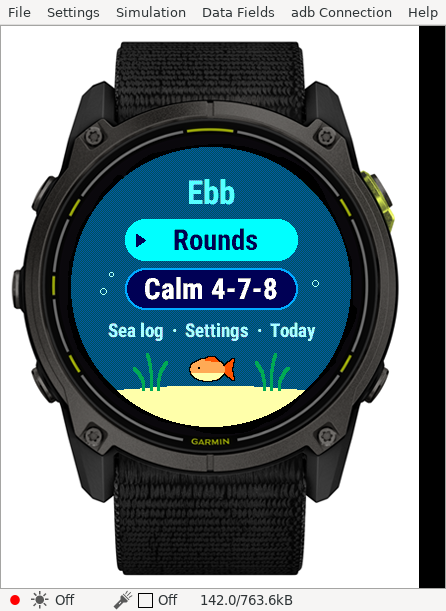 File Settings Simulation Data Fields adb Connection Help
Ebb
Rounds
Calm 4-7-8
Sea log · Settings · Today
GARMIN
Off Off 142.0/763.6kB